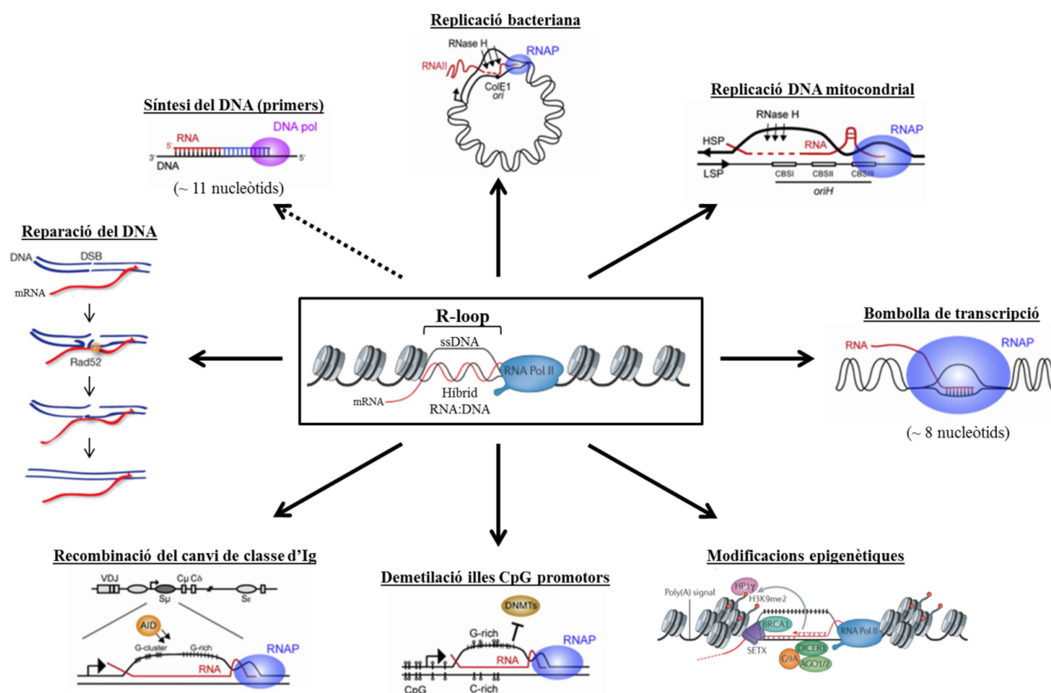 Replicació bacteriana
RNase H
RNAP
RNAII
ColE1
ori
Síntesi del DNA (primers)
RNA
DNA pol
5'
3'
5'
DNA
(~ 11 nucleòtids)
Replicació DNA mitocondrial
RNase H
RNAP
HSP
RNA
LSP
CBSI
CBSII
CBSIII
oriH
Reparació del DNA
DNA
DSB
mRNA
Rad52
R-loop
ssDNA
RNA Pol II
mRNA
Híbrid
RNA:DNA
Bombolla de transcripció
RNA
RNAP
(~ 8 nucleòtids)
Recombinació del canvi de classe d'Ig
VDJ
Cμ Cδ
Sμ
Sε
AID
G-cluster
G-rich
RNAP
RNA
Demetilació illes CpG promotors
DNMTs
G-rich
RNAP
RNA
CpG
C-rich
Modificacions epigenètiques
HP1γ
Poly(A) signal
H3K9me2
BRCA1
RNA Pol II
SETX
DICER1
G9A
AGO1/2